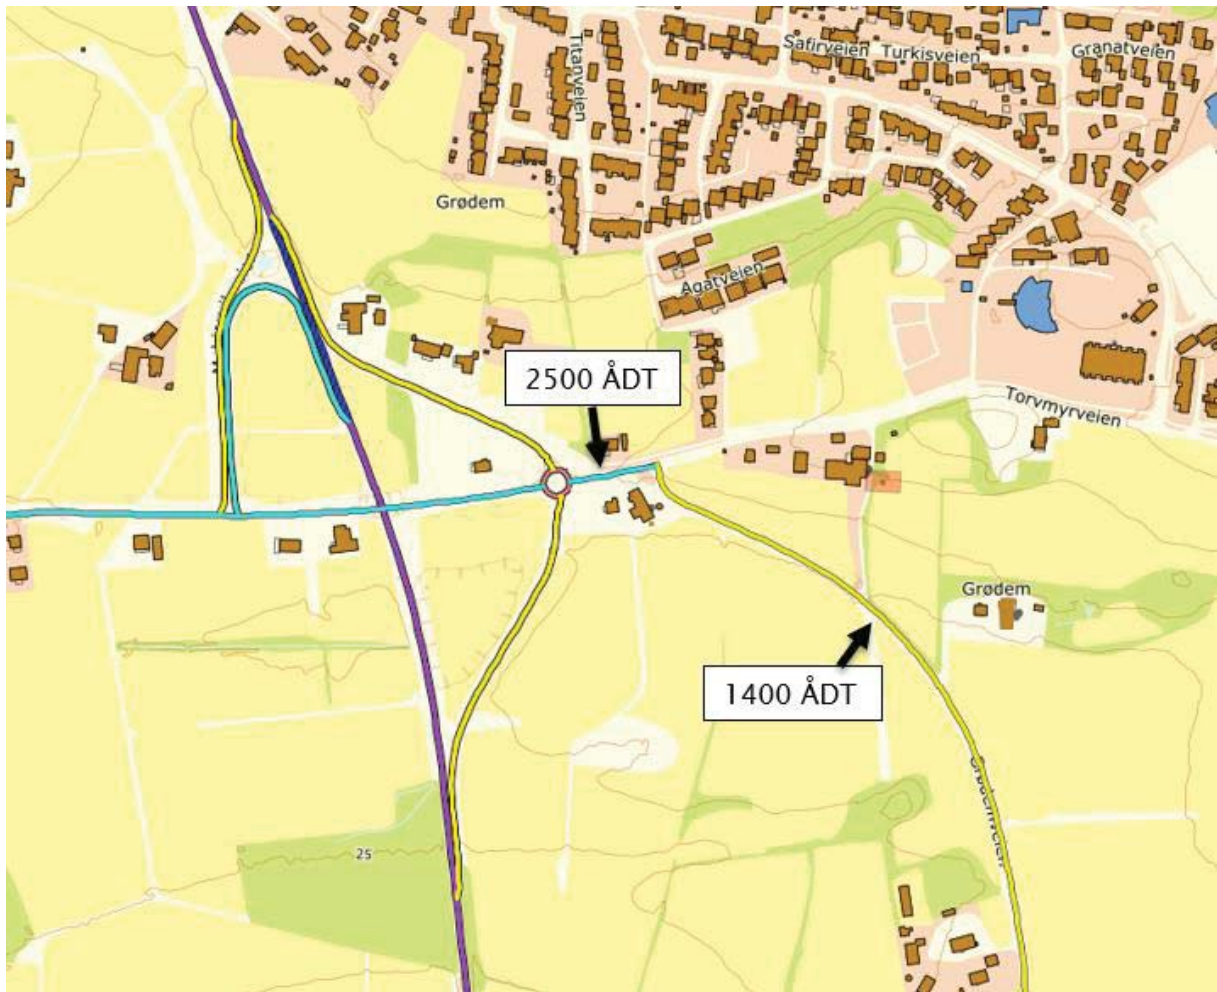 Titanveien
Safirveien
Turkisveien
Granatveien
Grødem
Agatveien
2500 ÅDT
Torvmyrveien
Grødem
1400 ÅDT
25